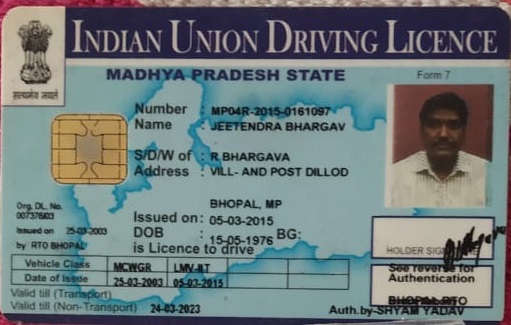 INDIAN UNION DRIVING LICENCE
सत्यमेव जयते
MADHYA PRADESH STATE
Form 7
Number : MP04R-2015-0161097
Name : JEETENDRA BHARGAV
S/D/W of : R.BHARGAVA
Address : VILL- AND POST DILLOD
BHOPAL, MP
Org. DL. No.
007376/03
Issued on: 05-03-2015
Issued on 25-03-2003
DOB : 15-05-1976 BG:
by RTO BHOPAL
is Licence to drive
HOLDER
Vehicle Class MCWGR LMV-NT
Date of Issue 25-03-2003 05-03-2015
See reverse for
Authentication
Valid till (Transport)
BHOPAL RTO
Valid till (Non-Transport) 24-03-2023
Auth.by-SHYAM YADAV